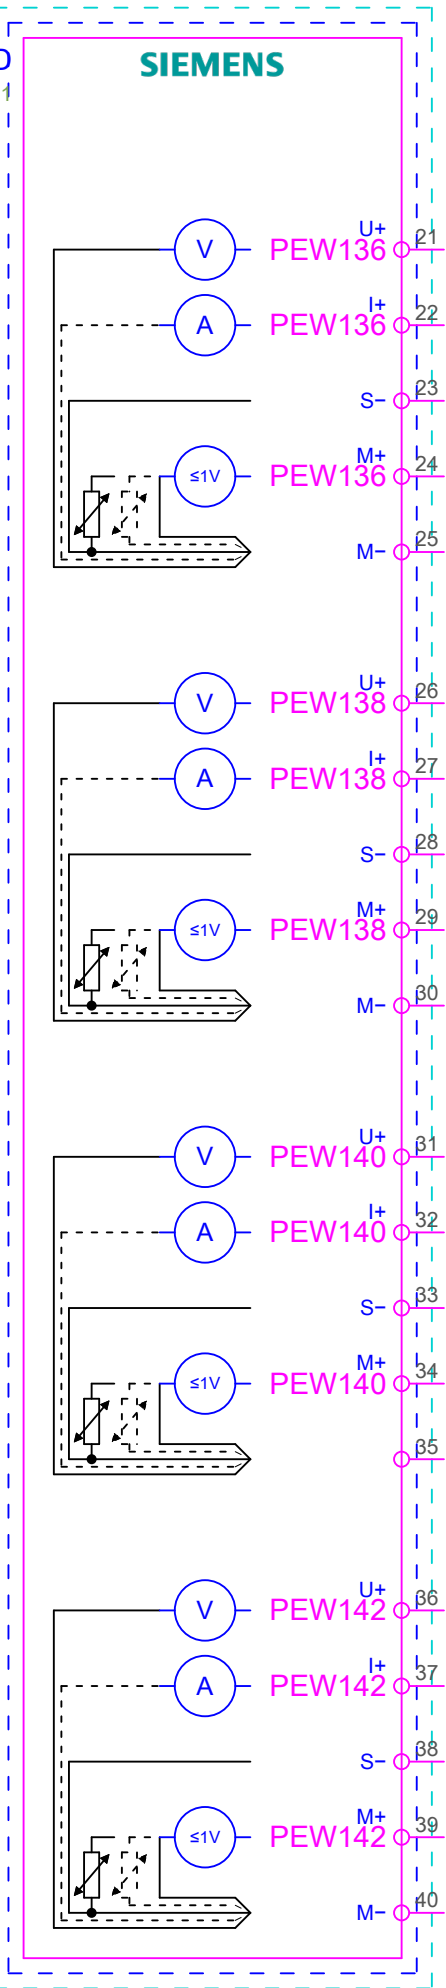 D
SIEMENS
1
U+
21
V
PEW136
I+
22
A
PEW136
23
S−
M+
24
≤1V
PEW136
25
M−
U+
26
V
PEW138
I+
27
A
PEW138
28
S−
M+
29
≤1V
PEW138
30
M−
U+
31
V
PEW140
I+
32
A
PEW140
33
S−
M+
34
≤1V
PEW140
35
U+
36
V
PEW142
I+
37
A
PEW142
38
S−
M+
39
≤1V
PEW142
40
M−